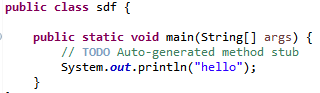 public class sdf {
public static void main(String[] args) {
// TODO Auto-generated method stub
System.out.println("hello");
}